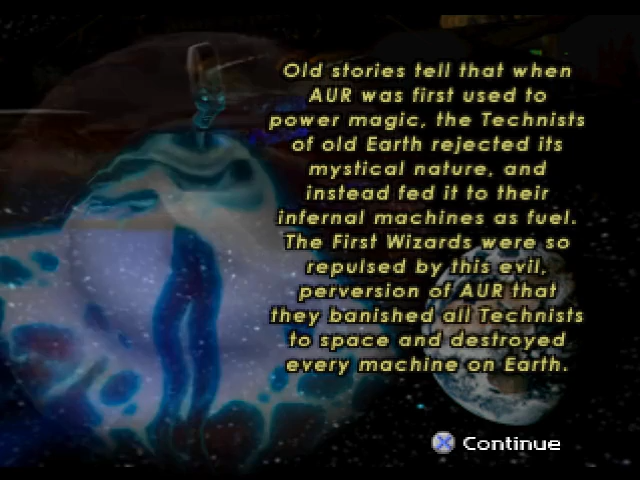 Old stories tell that when
AUR was first used to
power magic, the Technists
of old Earth rejected its
mystical nature, and
instead fed it to their
infernal machines as fuel.
The First Wizards were so
repulsed by this evil,
perversion of AUR that
they banished all Technists
to space and destroyed
every machine on Earth.
Continue